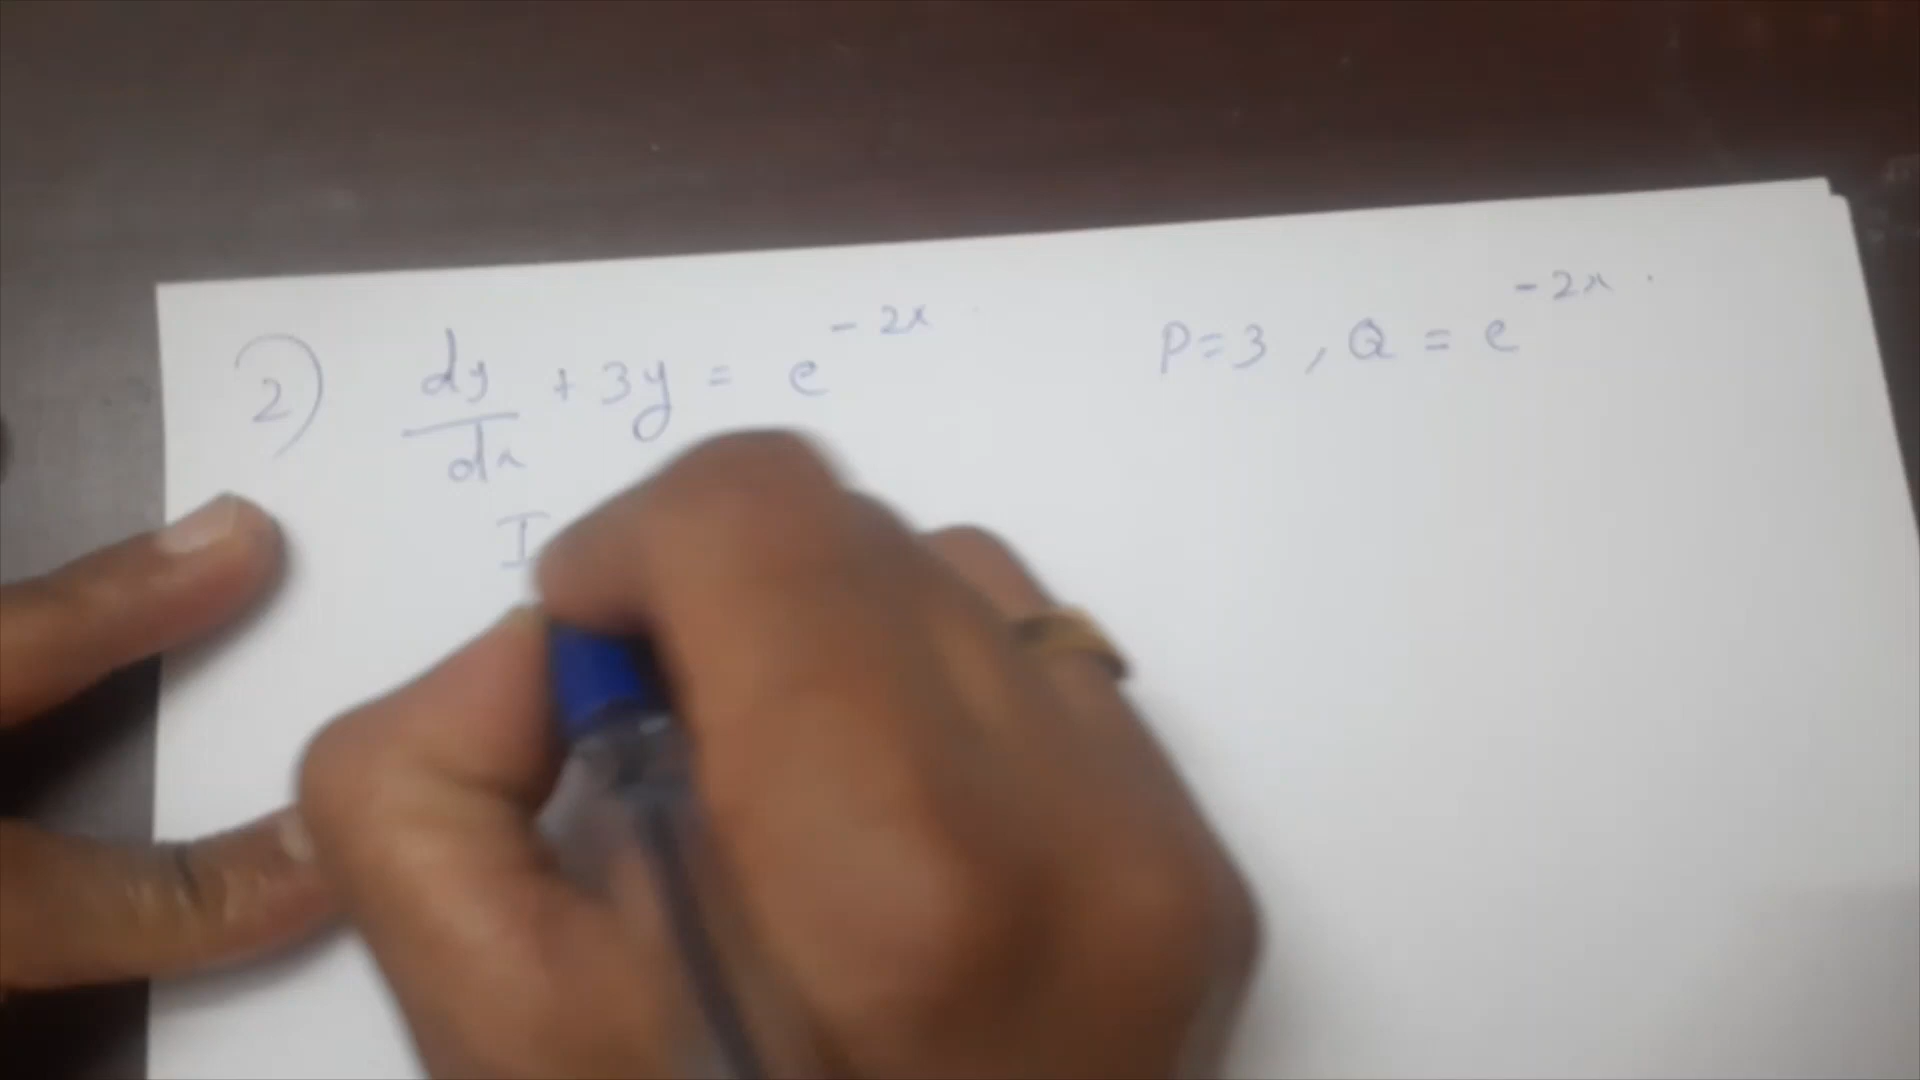 2) dy/dx + 3y = e^{-2x} P=3 , Q = e^{-2x}.
I